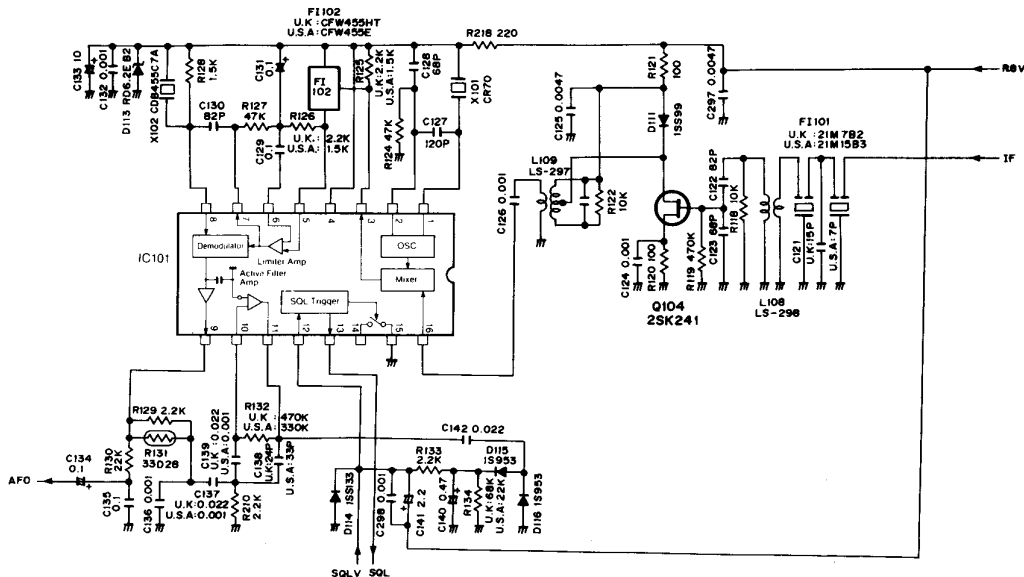 FI102
U.K : CFW455HT
U.S.A : CFW455E
R218 220
C133 10
C132 0.001
D113 RD6.2E B2
X102 CDB455C7A
R128
1.5K
C131
0.1
FI
102
R125
U.K : 2.2K
U.S.A : 1.5K
C128
68P
X101
CR70
R121
100
C297 0.0047
R8V
C130
82P
R127
47K
R126
U.K. : 2.2K
U.S.A. : 1.5K
C129
0.1
R124 47K
C127
120P
C125 0.0047
D111
1SS99
FI101
U.K : 21M7B2
U.S.A : 21M15B3
IF
L109
LS-297
C126 0.001
R122
10K
C122 82P
C123 68P
R118 10K
C121
U.K : 15P
U.S.A : 7P
8
7
6
5
4
3
2
1
Demodulator
Limiter Amp
OSC
Mixer
IC101
Active Filter
Amp
SQL Trigger
C124 0.001
R120 100
R119 470K
L108
LS-298
Q104
2SK241
9
10
11
12
13
14
15
16
R129 2.2K
R131
33D28
R130
22K
C134
0.1
AFO
C135
0.1
C136 0.001
C137
U.K:0.022
U.S.A:0.001
C139
U.K : 0.022
U.S.A:0.001
R132
U.K : 470K
U.S.A: 330K
C138
U.K:24P
U.S.A:33P
R210
2.2K
C142 0.022
R133
2.2K
D115
1S953
D114 1SS133
C298 0.001
C141 2.2
C140 0.47
R134
U.K:68K
U.S.A:22K
D116 1S953
SQLV
SQL